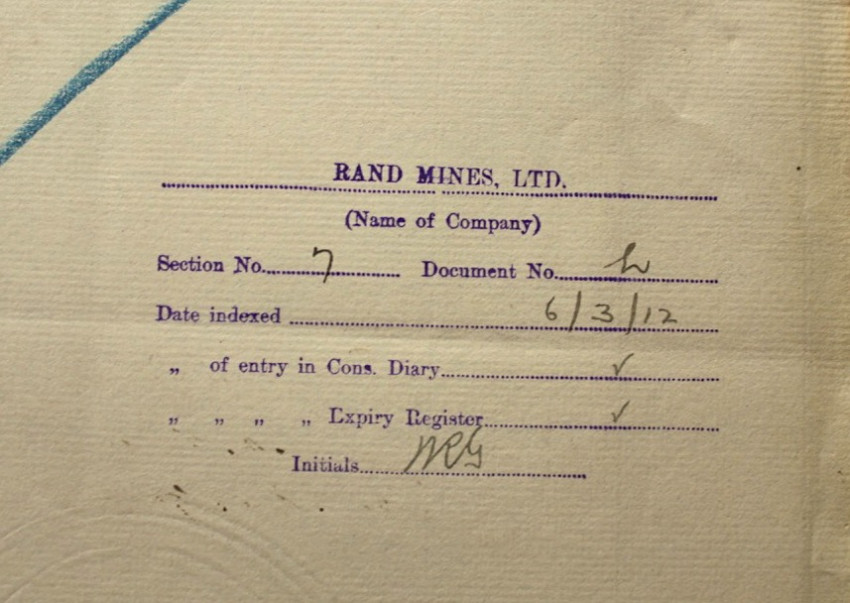 RAND MINES, LTD.
(Name of Company)
Section No. 7 Document No. h
Date indexed 6/3/12
„ of entry in Cons. Diary ✓
„ „ „ „ Expiry Register ✓
Initials WRG